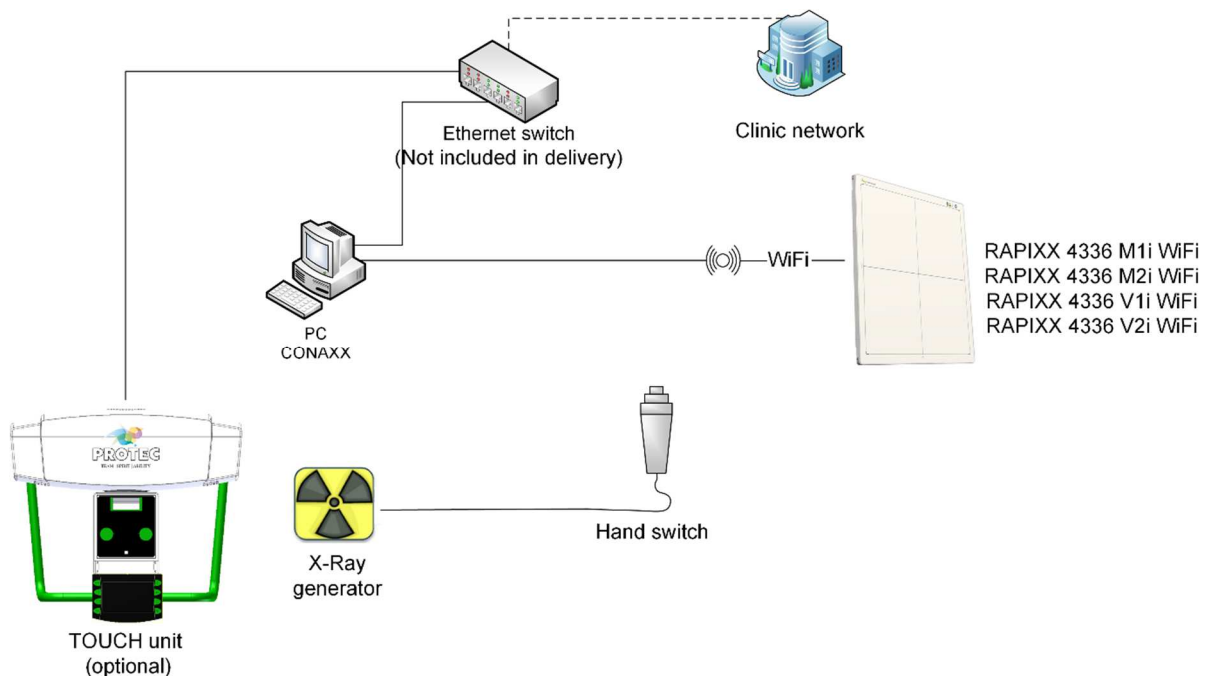 Ethernet switch
(Not included in delivery)
Clinic network
WiFi
RAPIXX 4336 M1i WiFi
RAPIXX 4336 M2i WiFi
RAPIXX 4336 V1i WiFi
RAPIXX 4336 V2i WiFi
PC
CONAXX
PROTEC
X-Ray
generator
Hand switch
TOUCH unit
(optional)